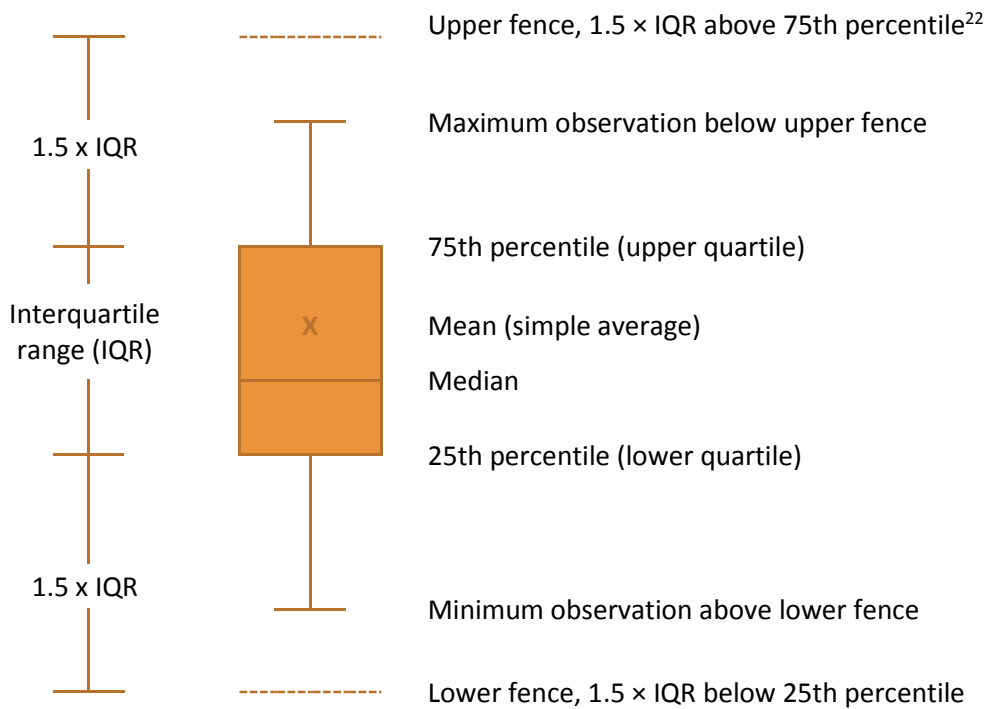 Upper fence, 1.5 × IQR above 75th percentile²²
Maximum observation below upper fence
1.5 x IQR
75th percentile (upper quartile)
Interquartile
range (IQR)
X
Mean (simple average)
Median
25th percentile (lower quartile)
1.5 x IQR
Minimum observation above lower fence
Lower fence, 1.5 × IQR below 25th percentile